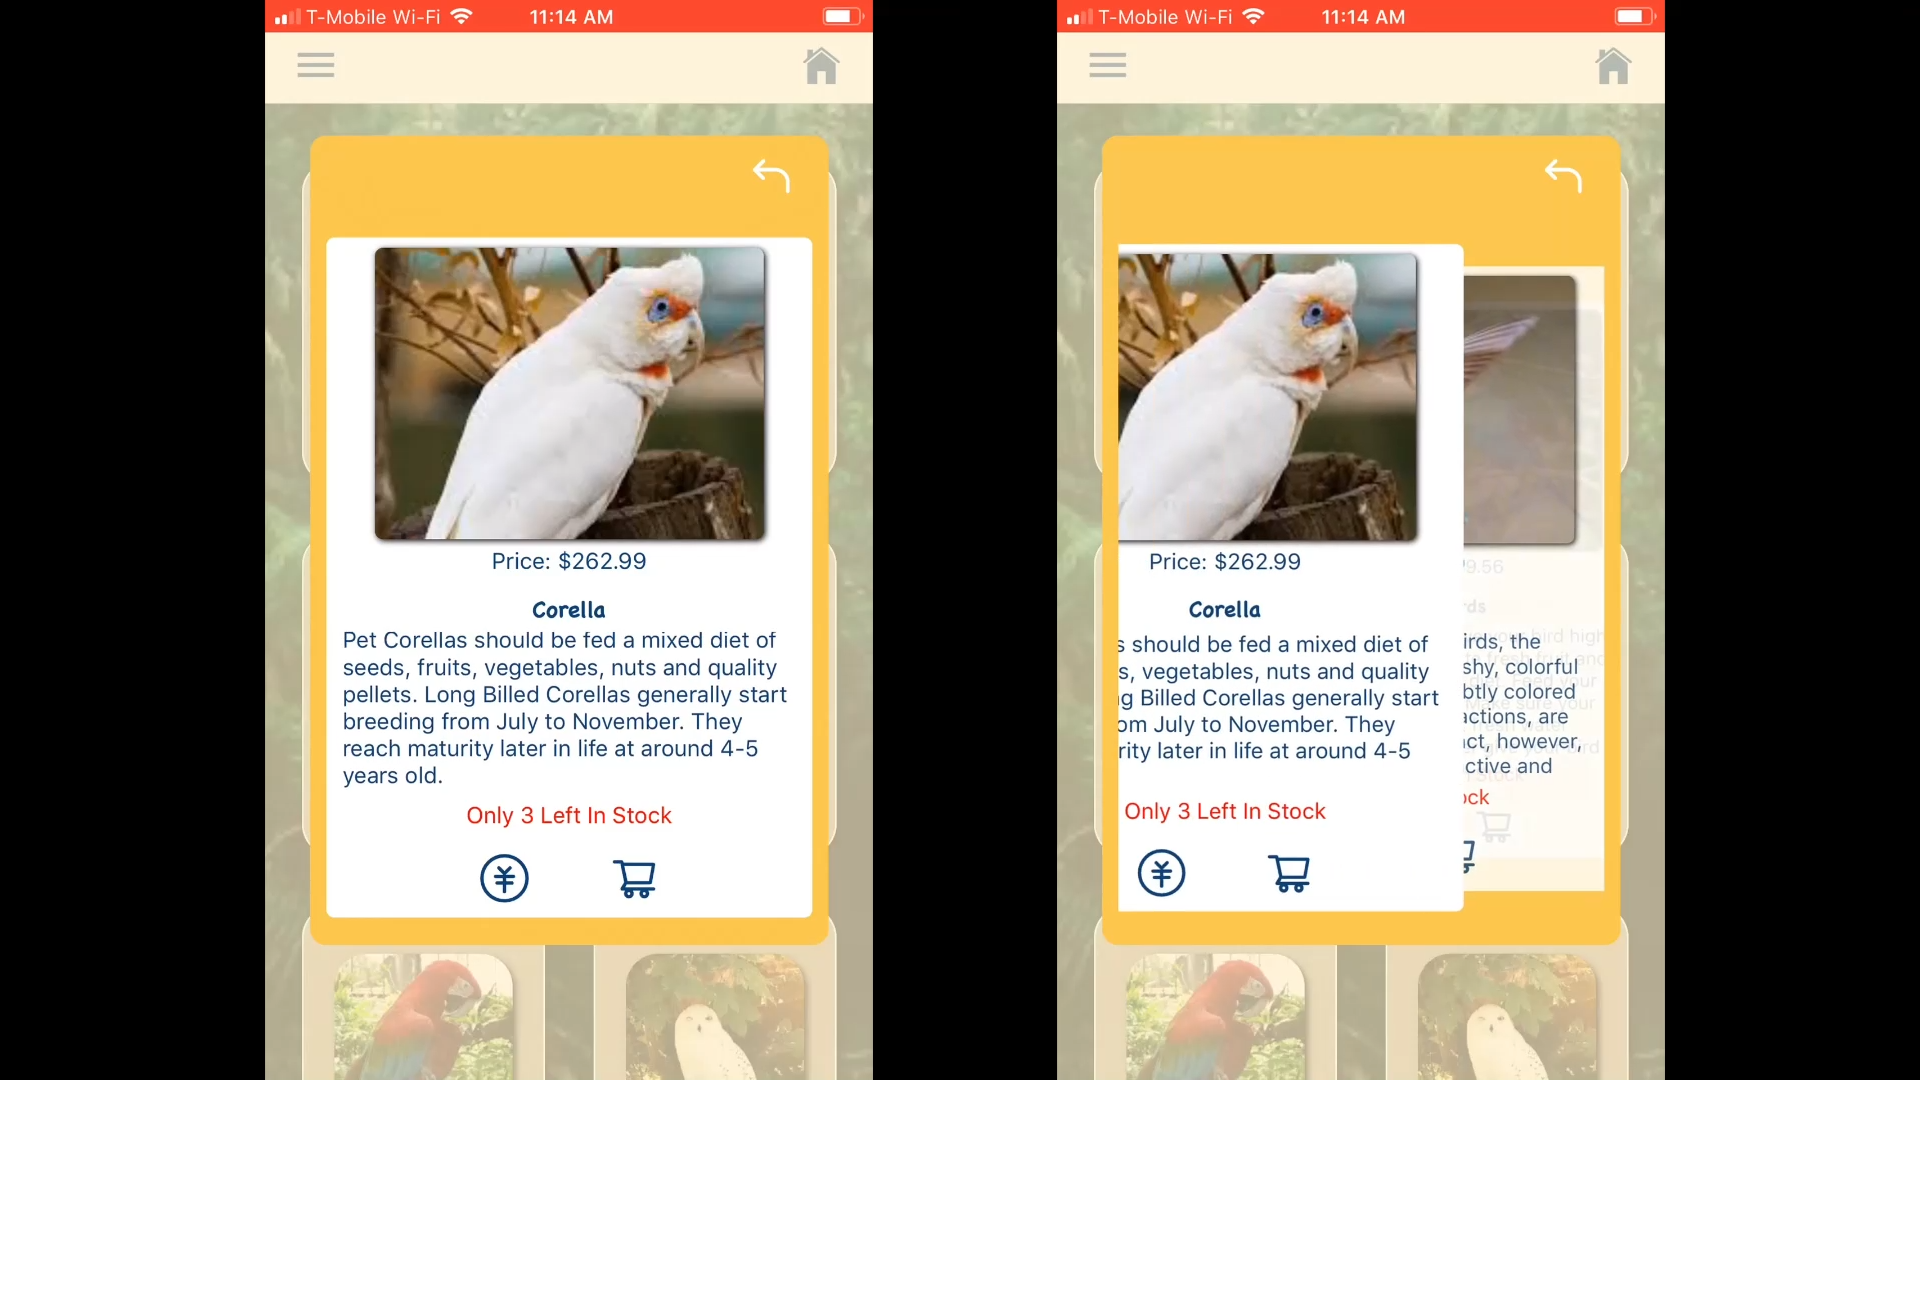 T-Mobile Wi-Fi 11:14 AM
Price: $262.99
Corella
Pet Corellas should be fed a mixed diet of
seeds, fruits, vegetables, nuts and quality
pellets. Long Billed Corellas generally start
breeding from July to November. They
reach maturity later in life at around 4-5
years old.
Only 3 Left In Stock
T-Mobile Wi-Fi 11:14 AM
Price: $262.99
Corella
s should be fed a mixed diet of
s, vegetables, nuts and quality
g Billed Corellas generally start
om July to November. They
rity later in life at around 4-5
Only 3 Left In Stock
9.56
rds
irds, the
shy, colorful
btly colored
actions, are
ct, however,
ctive and
ock